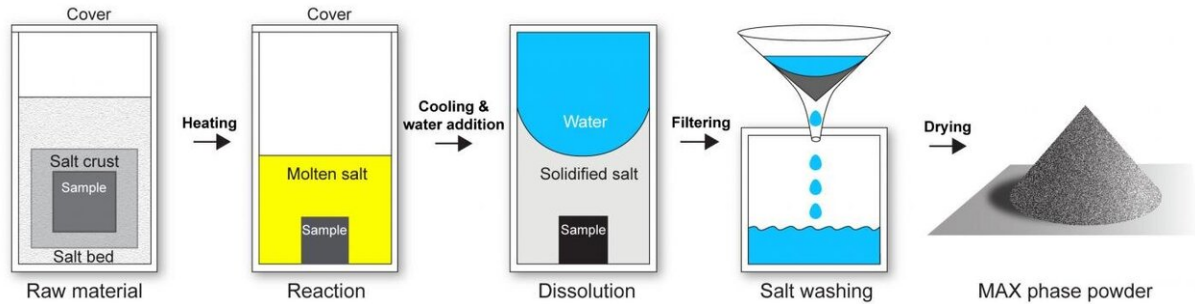 Cover
Salt crust
Sample
Salt bed
Raw material
Heating
Cover
Molten salt
Sample
Reaction
Cooling &
water addition
Water
Solidified salt
Sample
Dissolution
Filtering
Salt washing
Drying
MAX phase powder